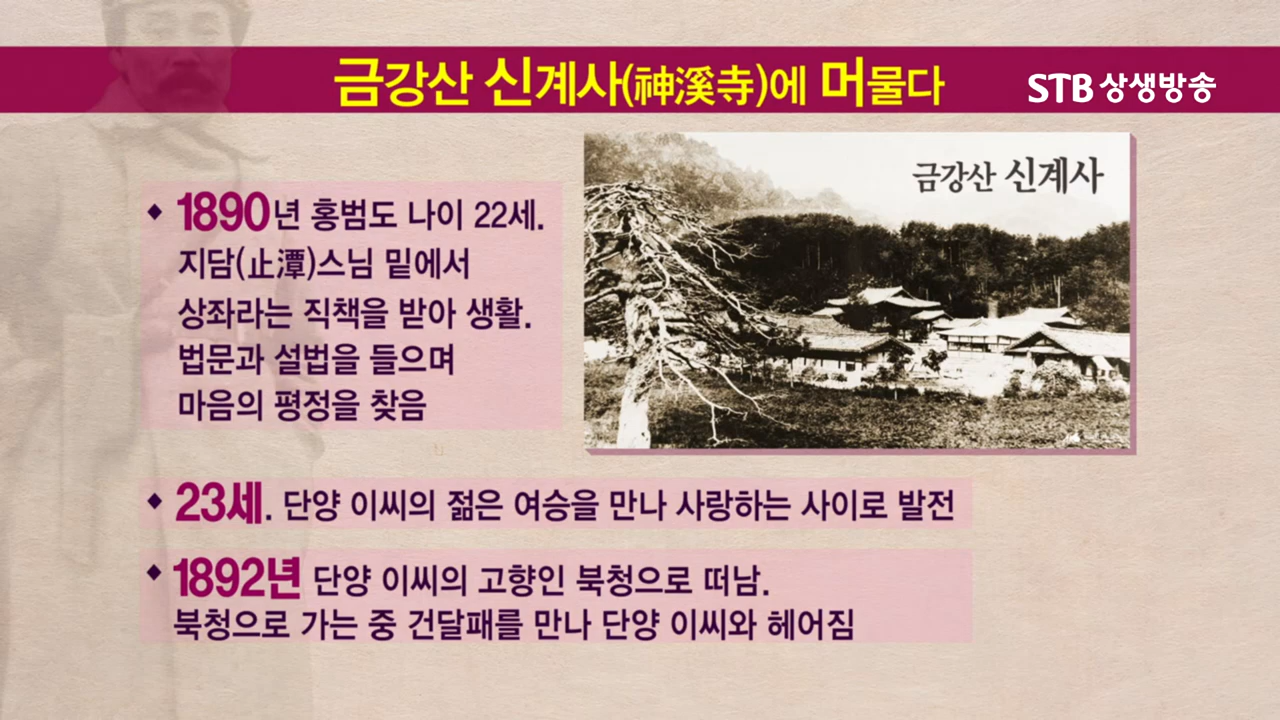 금강산 신계사(神溪寺)에 머물다
STB 상생방송
금강산 신계사
◆ 1890년 홍범도 나이 22세.
지담(止潭)스님 밑에서
상좌라는 직책을 받아 생활.
법문과 설법을 들으며
마음의 평정을 찾음
◆ 23세. 단양 이씨의 젊은 여승을 만나 사랑하는 사이로 발전
◆ 1892년 단양 이씨의 고향인 북청으로 떠남.
북청으로 가는 중 건달패를 만나 단양 이씨와 헤어짐